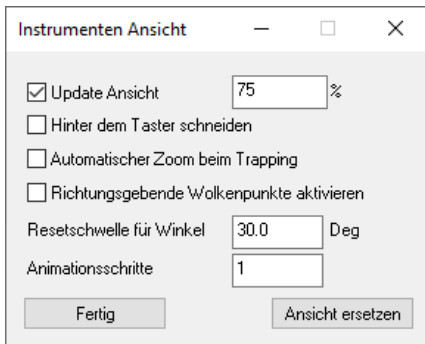 Instrumenten Ansicht
Update Ansicht 75 %
Hinter dem Taster schneiden
Automatischer Zoom beim Trapping
Richtungsgebende Wolkenpunkte aktivieren
Resetschwelle für Winkel 30.0 Deg
Animationsschritte 1
Fertig Ansicht ersetzen